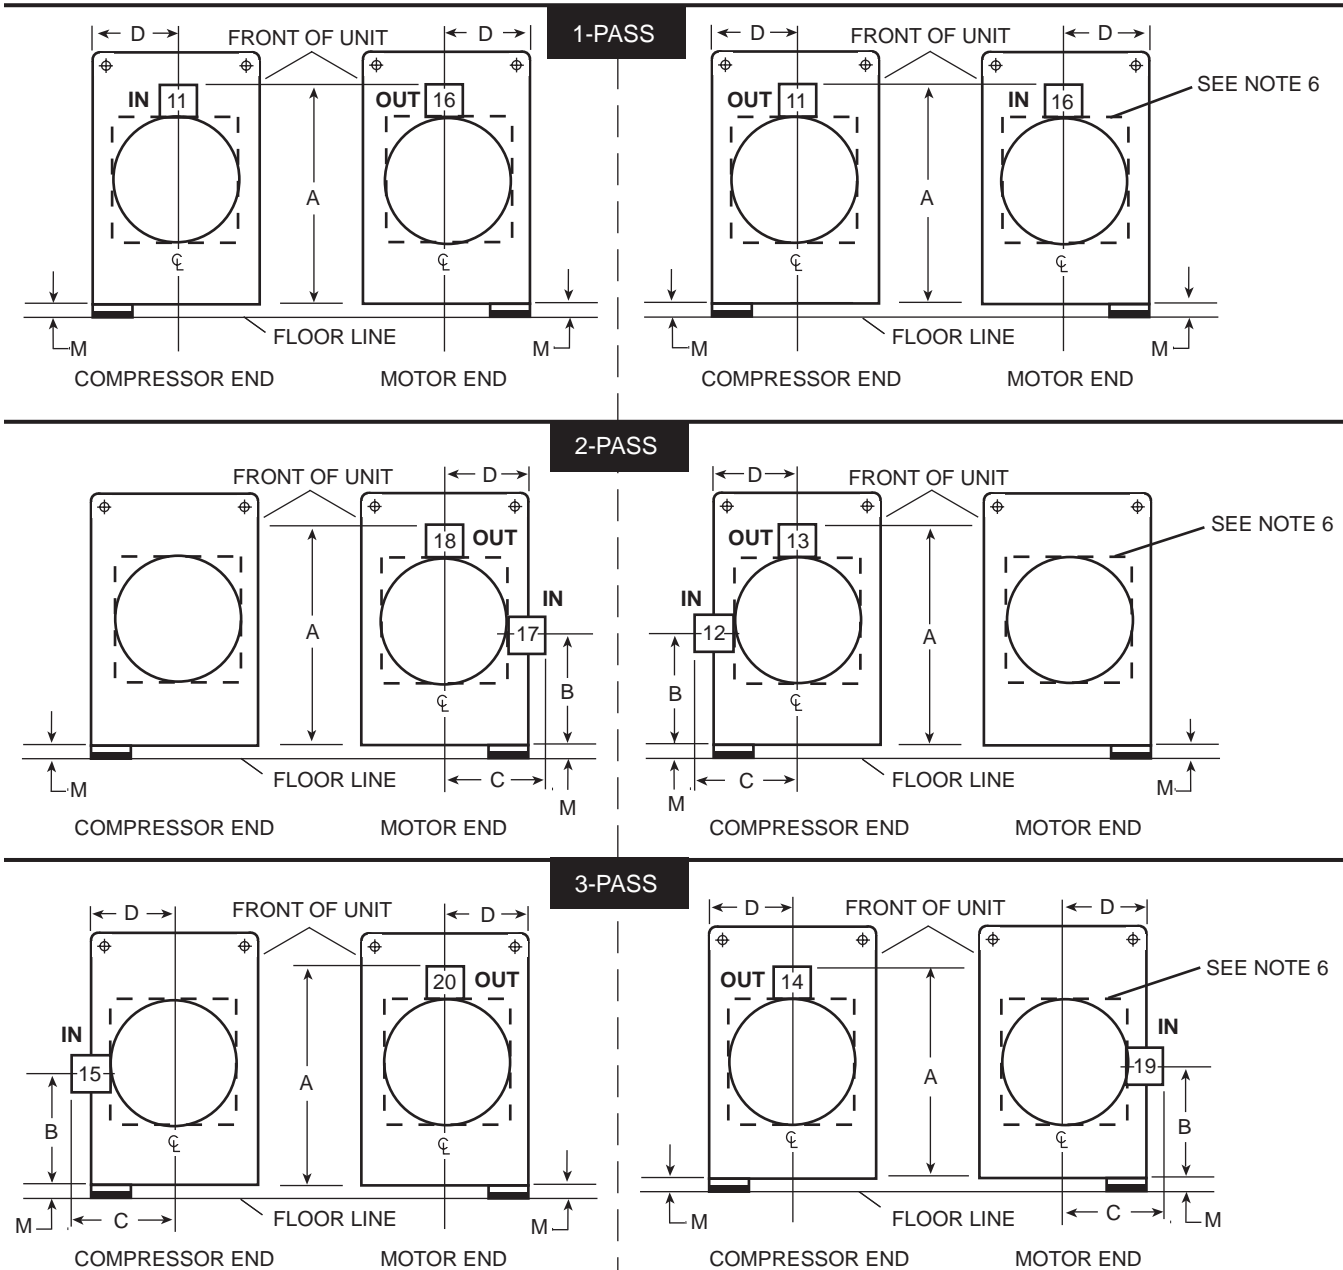 1-PASS
D
FRONT OF UNIT
D
D
FRONT OF UNIT
D
SEE NOTE 6
IN
11
OUT
16
OUT
11
IN
16
A
A
℄
℄
℄
℄
M
FLOOR LINE
M
M
FLOOR LINE
M
COMPRESSOR END
MOTOR END
COMPRESSOR END
MOTOR END
2-PASS
FRONT OF UNIT
D
D
FRONT OF UNIT
SEE NOTE 6
18
OUT
OUT
13
IN
IN
17
12
A
A
B
B
℄
℄
M
FLOOR LINE
C
M
M
C
FLOOR LINE
M
COMPRESSOR END
MOTOR END
COMPRESSOR END
MOTOR END
3-PASS
D
FRONT OF UNIT
D
D
FRONT OF UNIT
D
SEE NOTE 6
20
OUT
OUT
14
IN
IN
15
19
A
A
B
B
℄
℄
℄
℄
M
C
FLOOR LINE
M
M
FLOOR LINE
C
M
COMPRESSOR END
MOTOR END
COMPRESSOR END
MOTOR END